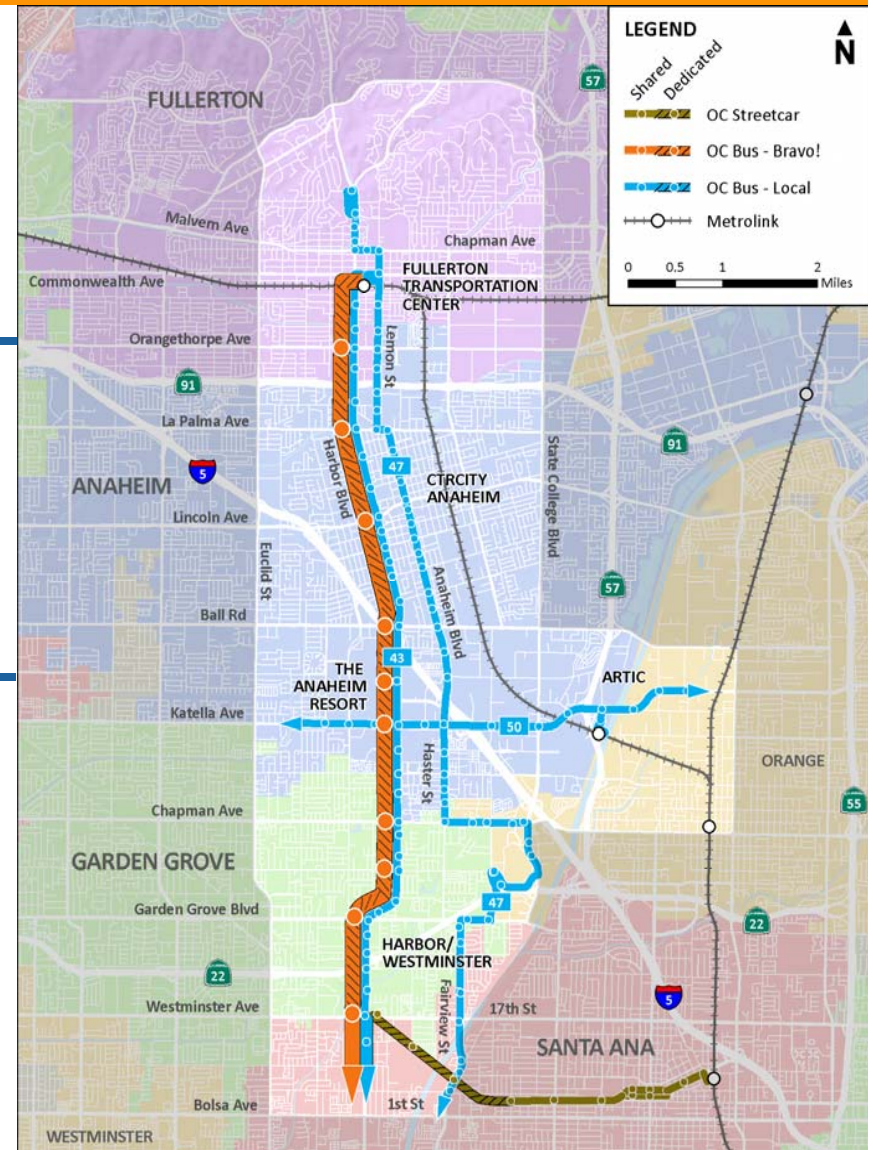 LEGEND
N
Shared
Dedicated
OC Streetcar
OC Bus - Bravo!
OC Bus - Local
Metrolink
0 0.5 1 2
Miles
57
FULLERTON
Malvern Ave
Chapman Ave
Commonwealth Ave
FULLERTON
TRANSPORTATION
CENTER
Orangethorpe Ave
Lemon St
91
La Palma Ave
91
Harbor Blvd
5
47
CTRCITY
ANAHEIM
State College Blvd
ANAHEIM
Lincoln Ave
Euclid St
Anaheim Blvd
57
Ball Rd
43
THE
ANAHEIM
RESORT
ARTIC
Katella Ave
50
Haster St
ORANGE
55
Chapman Ave
GARDEN GROVE
47
Garden Grove Blvd
22
HARBOR/
WESTMINSTER
22
Fairview St
5
Westminster Ave
17th St
SANTA ANA
Bolsa Ave
1st St
WESTMINSTER